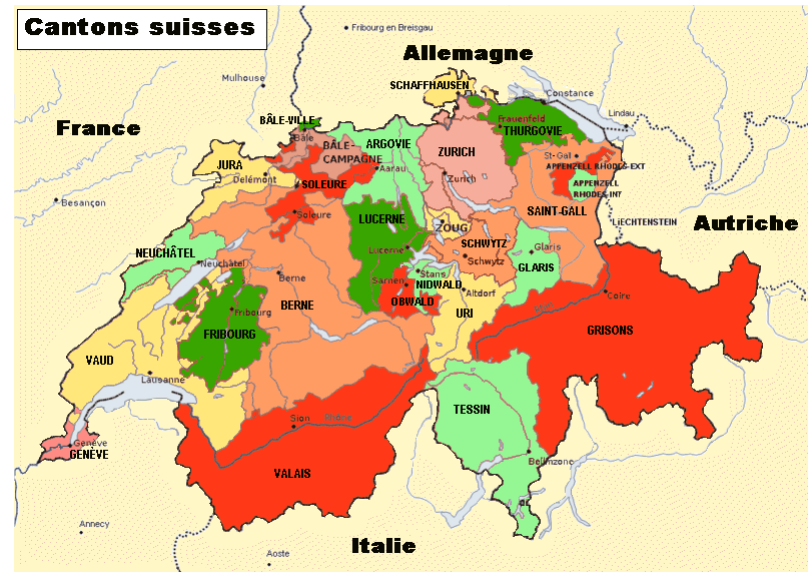 Cantons suisses
Fribourg en Breisgau
Allemagne
Mulhouse
SCHAFFHAUSEN
Constance
France
BÂLE-VILLE
Bâle
Frauenfeld
THURGOVIE
Lindau
BÂLE-
CAMPAGNE
ARGOVIE
ZURICH
JURA
Delémont
SOLEURE
Aarau
Zurich
St-Gal
APPENZELL RHODES-EXT
APPENZELL
RHODES-INT
Besançon
Soleure
LUCERNE
ZOUG
SAINT-GALL
LIECHTENSTEIN
Autriche
NEUCHÂTEL
Neuchâtel
Lucerne
SCHWYTZ
Schwytz
Glaris
GLARIS
Berne
BERNE
Sarnen
Stans
NIDWALD
OBWALD
Altdorf
URI
Coire
Fribourg
FRIBOURG
GRISONS
VAUD
Lausanne
TESSIN
Sion
Rhône
Genève
GENÈVE
VALAIS
Bellinzone
Annecy
Italie
Aoste